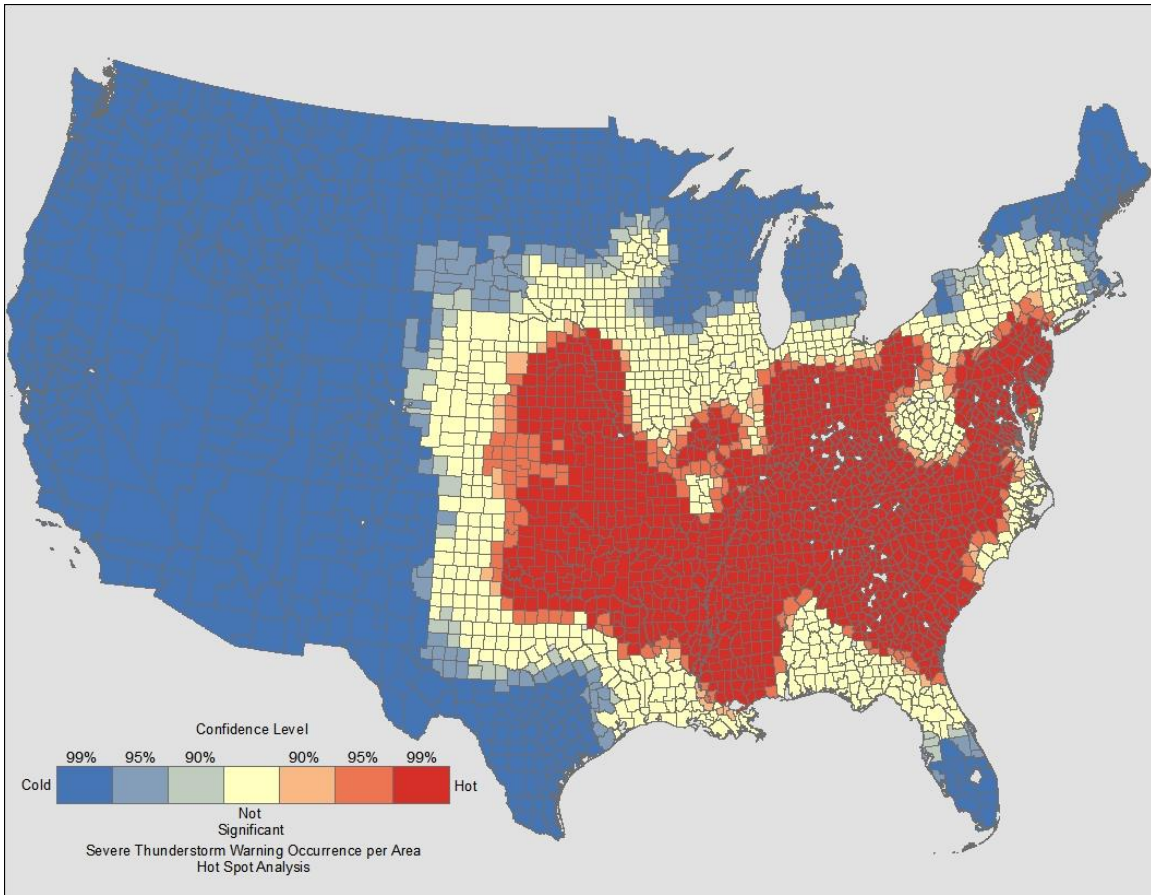 Confidence Level
99% 95% 90% 90% 95% 99%
Cold Hot
Not
Significant
Severe Thunderstorm Warning Occurrence per Area
Hot Spot Analysis